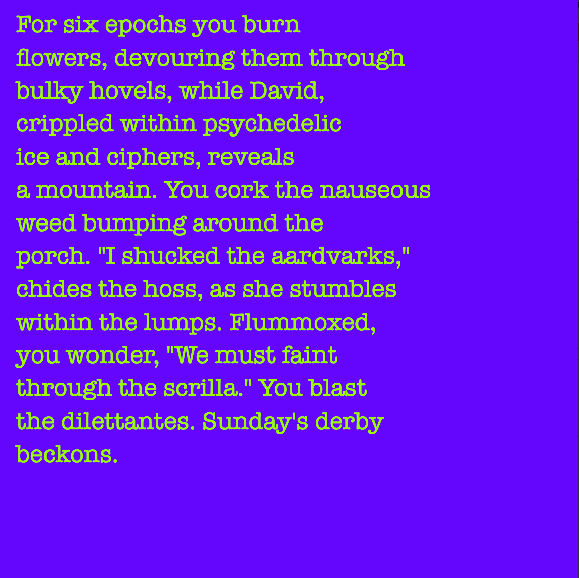 For six epochs you burn
flowers, devouring them through
bulky hovels, while David,
crippled within psychedelic
ice and ciphers, reveals
a mountain. You cork the nauseous
weed bumping around the
porch. "I shucked the aardvarks,"
chides the hoss, as she stumbles
within the lumps. Flummoxed,
you wonder, "We must faint
through the scrilla." You blast
the dilettantes. Sunday's derby
beckons.